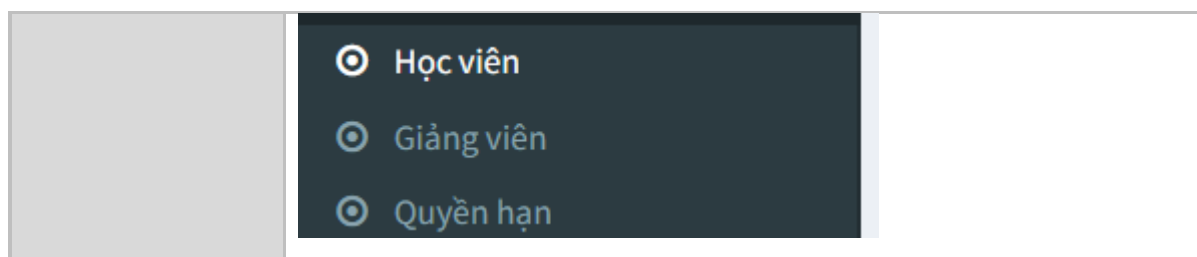 Học viên
Giảng viên
Quyền hạn